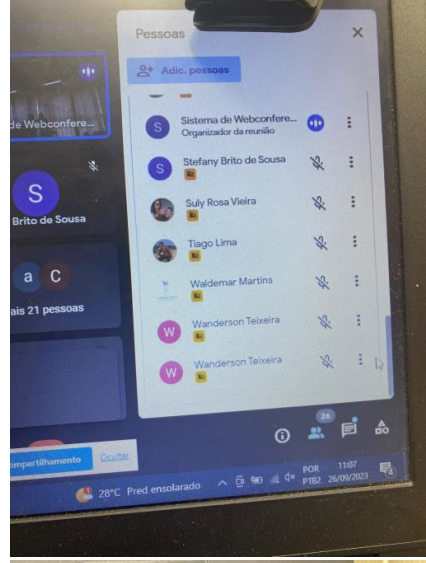 Pessoas
Adic. pessoas
de Webconfere...
Sistema de Webconfere...
Organizador da reunião
S
Stefany Brito de Sousa
S
S
Brito de Sousa
Suly Rosa Vieira
Tiago Lima
a C
ais 21 pessoas
Waldemar Martins
W
Wanderson Teixeira
W
Wanderson Teixeira
26
ompartilhamento
Ocultar
28°C Pred ensolarado
POR
PTB2
11:07
26/09/2023
4